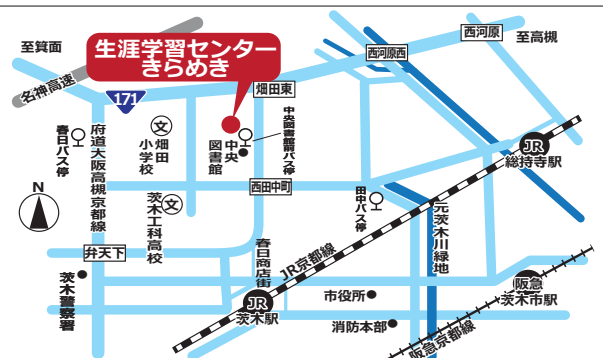 至箕面
名神高速
生涯学習センター
きらめき
西河原西
西河原
至高槻
171
畑田東
春日バス停
府道大阪高槻京都線
文
畑田
小学校
中央
図書館
中央図書館前バス停
JR
総持寺駅
N
茨木工科高校
文
西田中町
田中バス停
元茨木川緑地
弁天下
春日商店街
JR京都線
茨木警察署
JR
茨木駅
市役所
阪急
茨木市駅
消防本部
阪急京都線